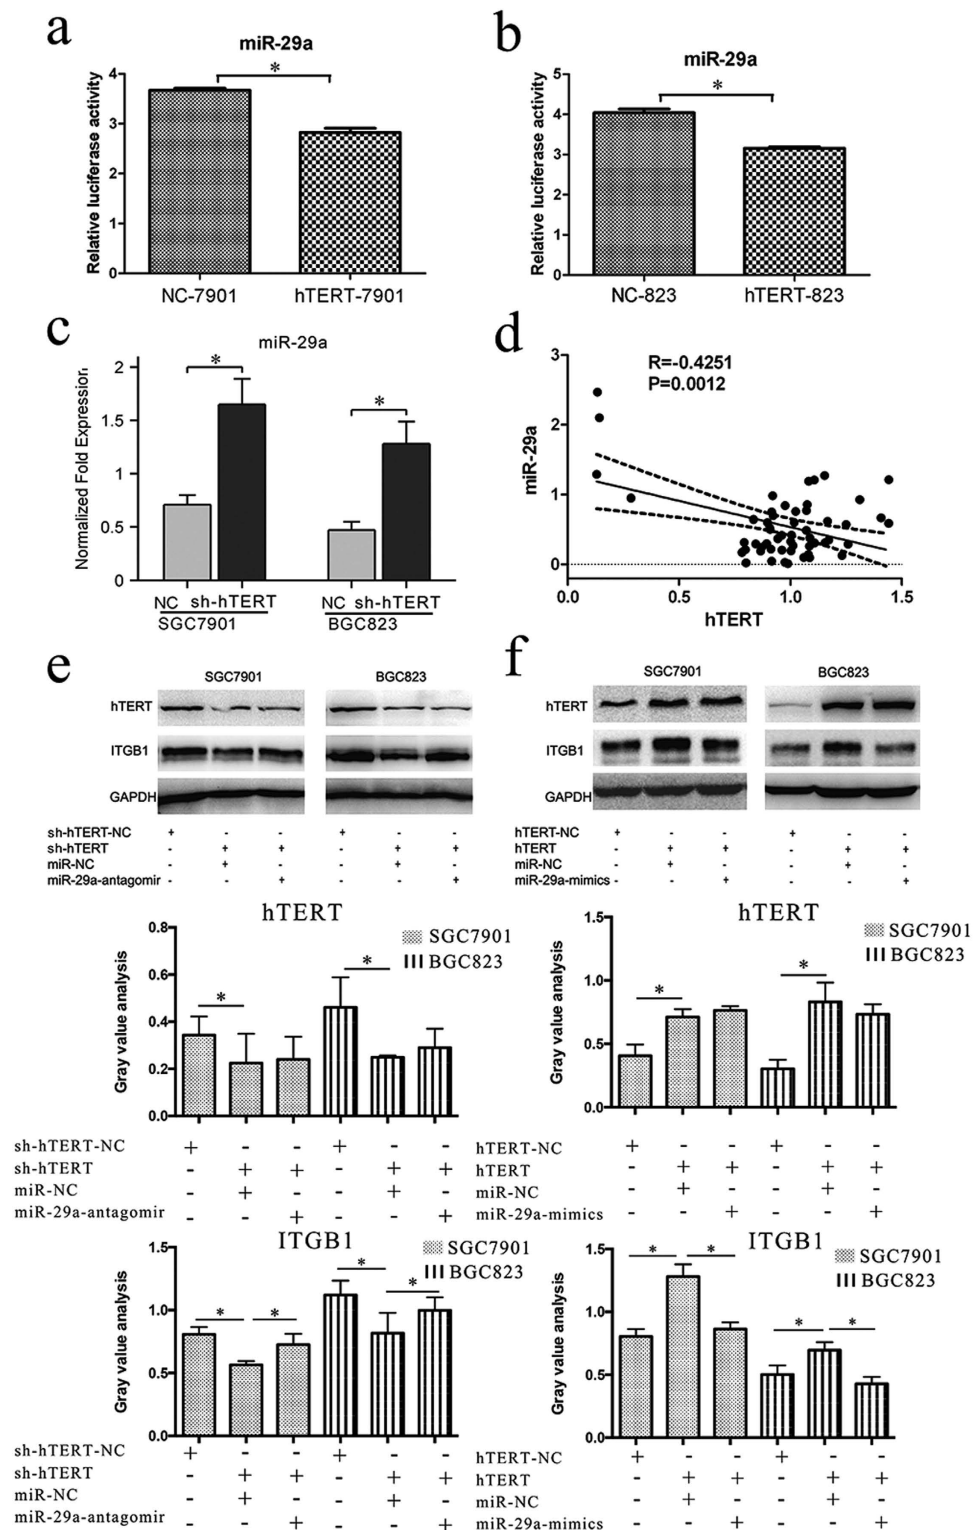 a
miR-29a
*
Relative luciferase activity
4
3
2
1
0
NC-7901 hTERT-7901
b
miR-29a
*
Relative luciferase activity
5
4
3
2
1
0
NC-823 hTERT-823
c
miR-29a
* *
Normalized Fold Expression
2
1.5
1
0.5
0
NC sh-hTERT NC sh-hTERT
SGC7901 BGC823
d
R=-0.4251
P=0.0012
miR-29a
3
2
1
0
0.0 0.5 1.0 1.5
hTERT
e
SGC7901 BGC823
hTERT
ITGB1
GAPDH
sh-hTERT-NC + - - + - -
sh-hTERT - + + - + +
miR-NC - + - - + -
miR-29a-antagomir - - + - - +
hTERT
SGC7901
BGC823
* *
Gray value analysis
0.8
0.6
0.4
0.2
0.0
sh-hTERT-NC + - - + - -
sh-hTERT - + + - + +
miR-NC - + - - + -
miR-29a-antagomir - - + - - +
ITGB1
SGC7901
BGC823
* * * *
Gray value analysis
1.5
1.0
0.5
0.0
sh-hTERT-NC + - - + - -
sh-hTERT - + + - + +
miR-NC - + - - + -
miR-29a-antagomir - - + - - +
f
SGC7901 BGC823
hTERT
ITGB1
GAPDH
hTERT-NC + - - + - -
hTERT - + + - + +
miR-NC - + - - + -
miR-29a-mimics - - + - - +
hTERT
SGC7901
BGC823
* *
Gray value analysis
1.5
1.0
0.5
0.0
hTERT-NC + - - + - -
hTERT - + + - + +
miR-NC - + - - + -
miR-29a-mimics - - + - - +
ITGB1
SGC7901
BGC823
* * * *
Gray value analysis
1.5
1.0
0.5
0.0
hTERT-NC + - - + - -
hTERT - + + - + +
miR-NC - + - - + -
miR-29a-mimics - - + - - +